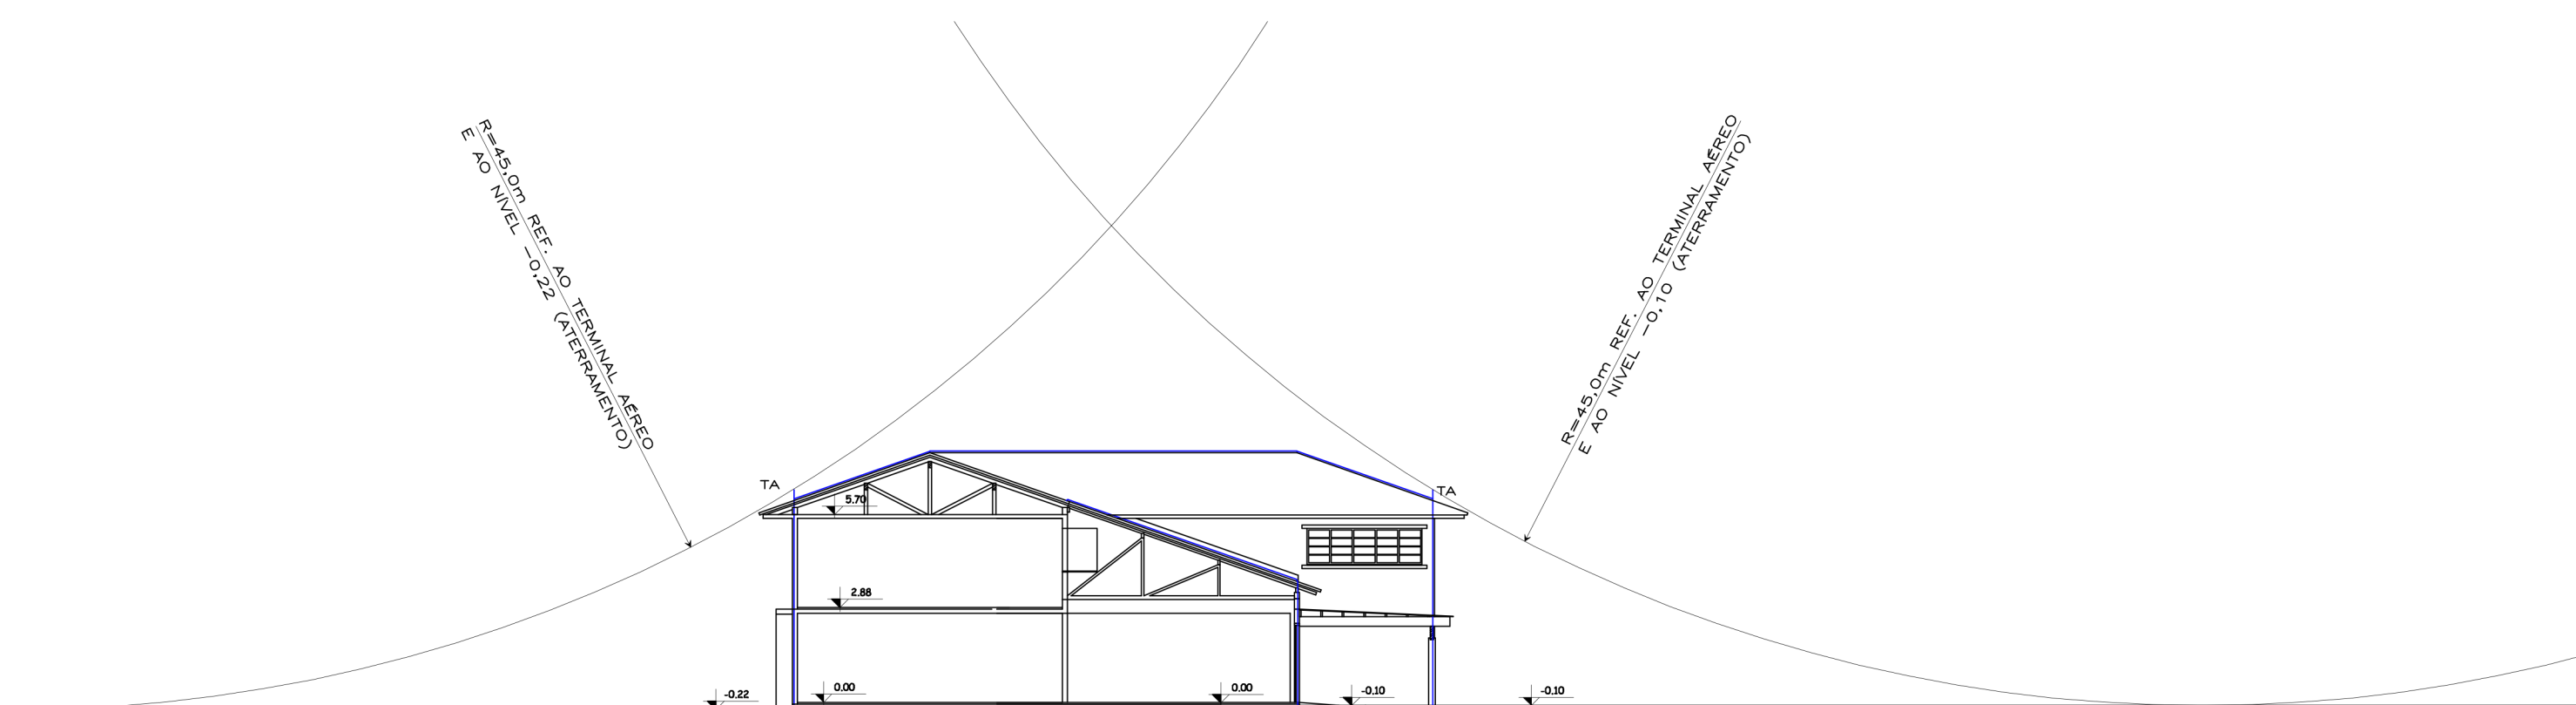 R=45,0m REF. AO TERMINAL AÉREO
E AO NÍVEL -0,22 (ATERRAMENTO)
R=45,0m REF. AO TERMINAL AÉREO
E AO NÍVEL -0,10 (ATERRAMENTO)
TA
TA
5.70
2.88
0.00
0.00
-0.22
-0.10
-0.10